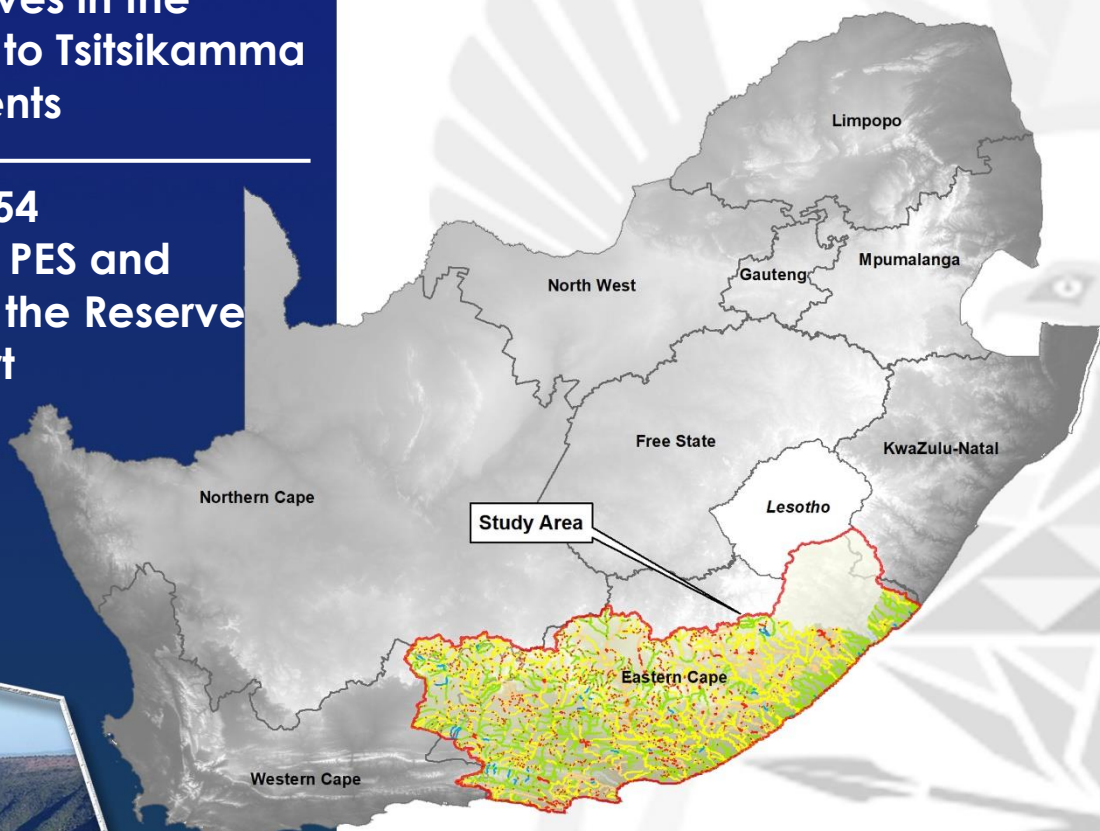 ves in the
to Tsitsikamma
ents
54
PES and
the Reserve
t
Limpopo
Mpumalanga
Gauteng
North West
Free State
KwaZulu-Natal
Northern Cape
Lesotho
Study Area
Eastern Cape
Western Cape